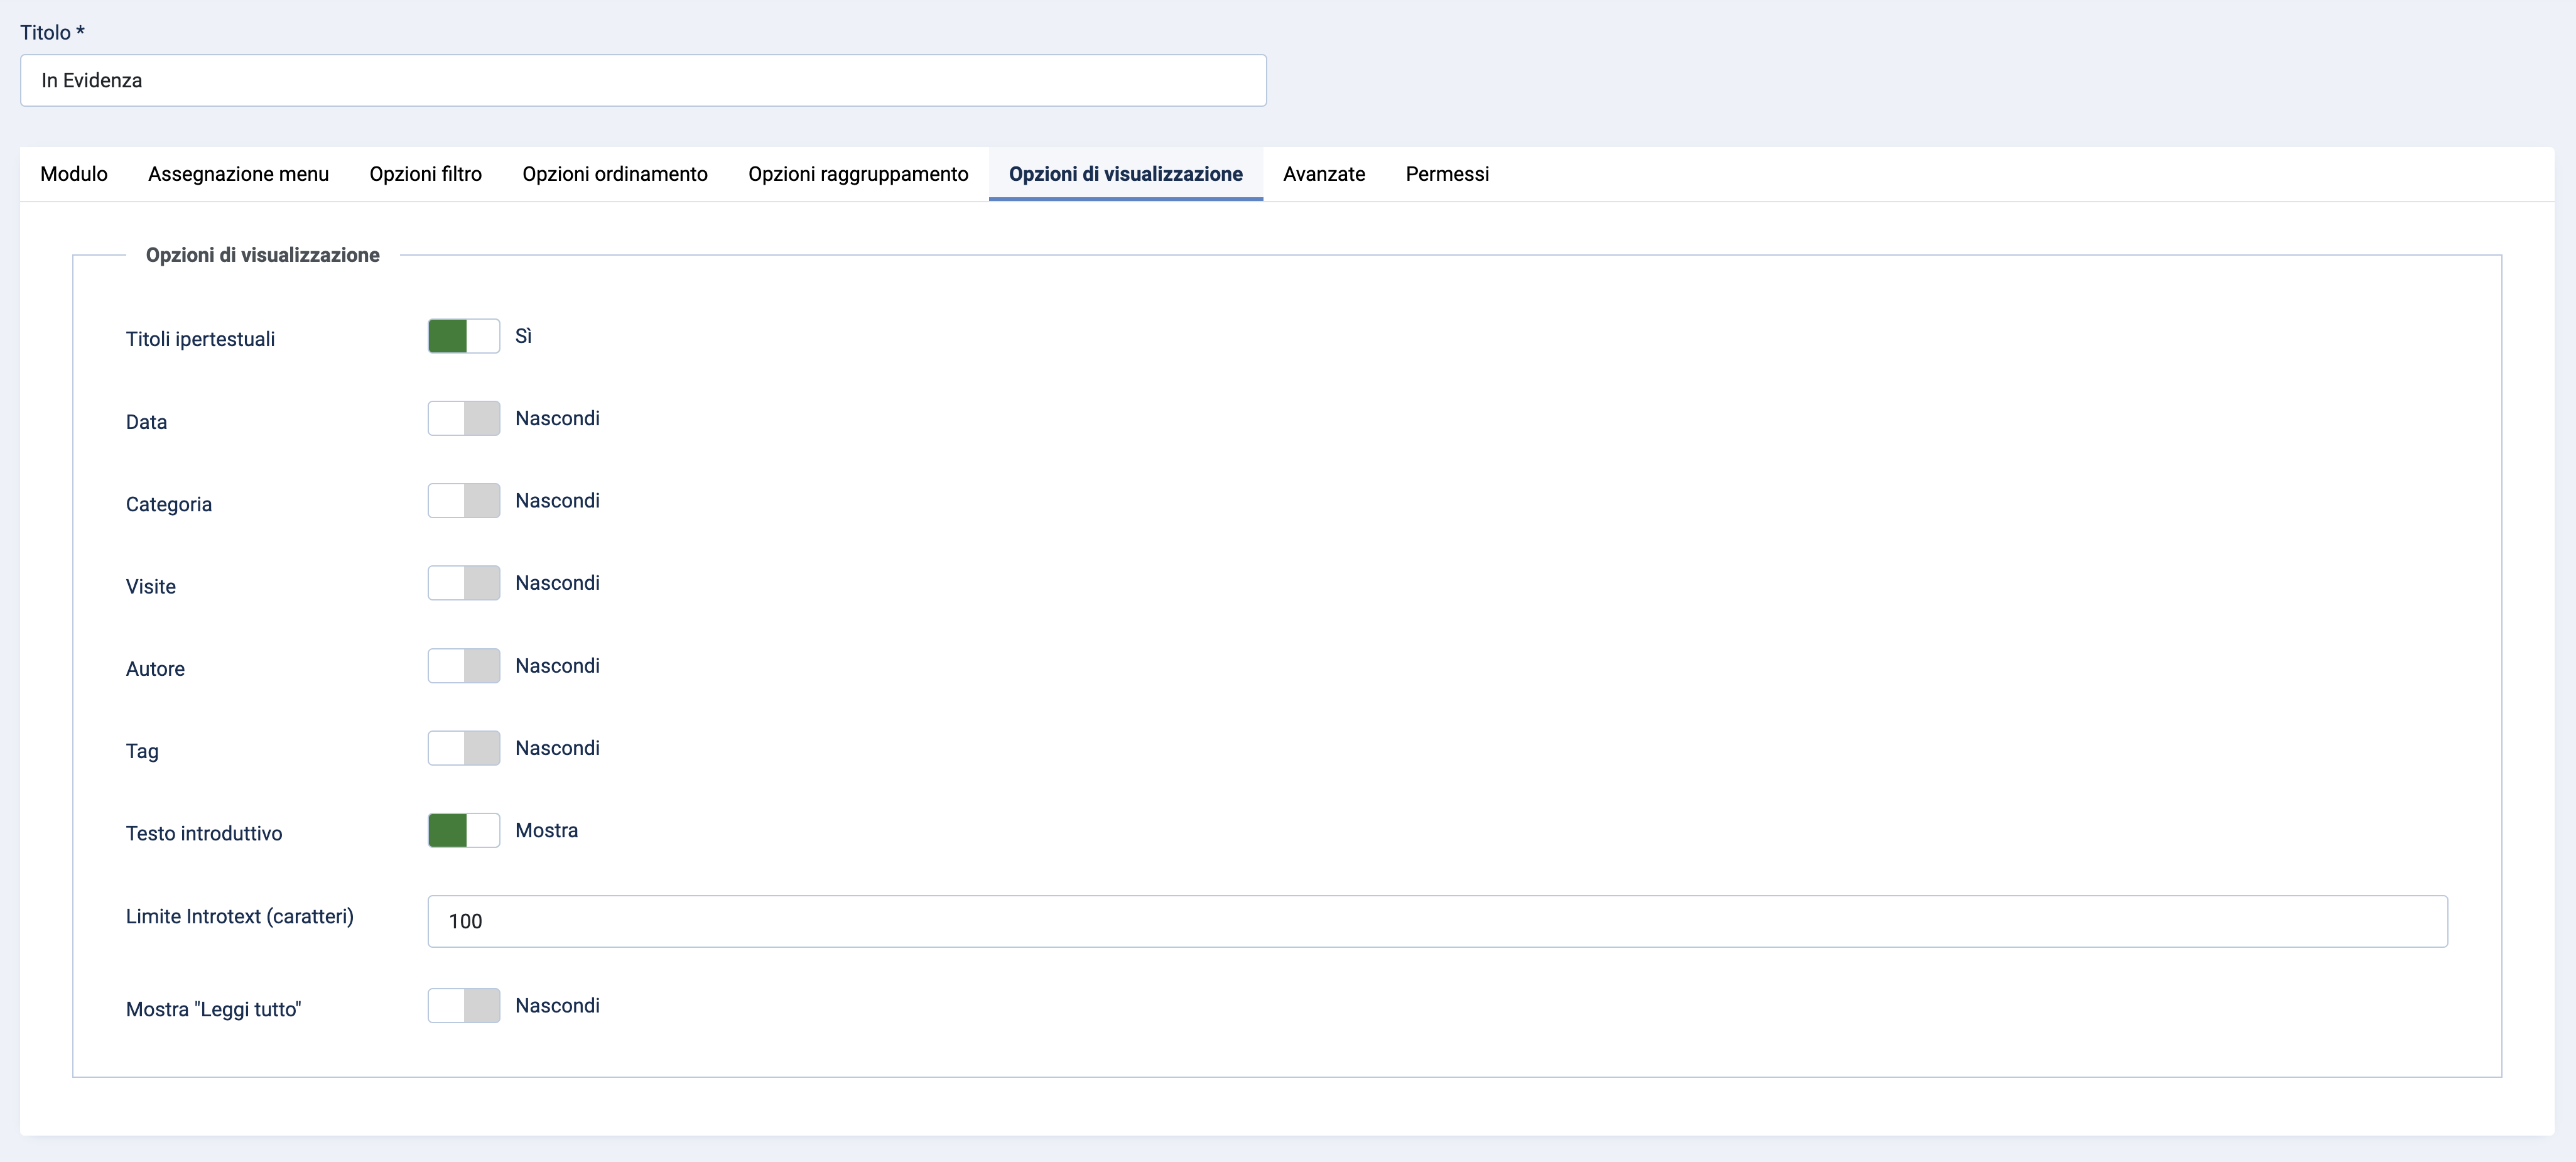 Titolo *
In Evidenza
Modulo Assegnazione menu Opzioni filtro Opzioni ordinamento Opzioni raggruppamento Opzioni di visualizzazione Avanzate Permessi
Opzioni di visualizzazione
Titoli ipertestuali Sì
Data Nascondi
Categoria Nascondi
Visite Nascondi
Autore Nascondi
Tag Nascondi
Testo introduttivo Mostra
Limite Introtext (caratteri) 100
Mostra "Leggi tutto" Nascondi